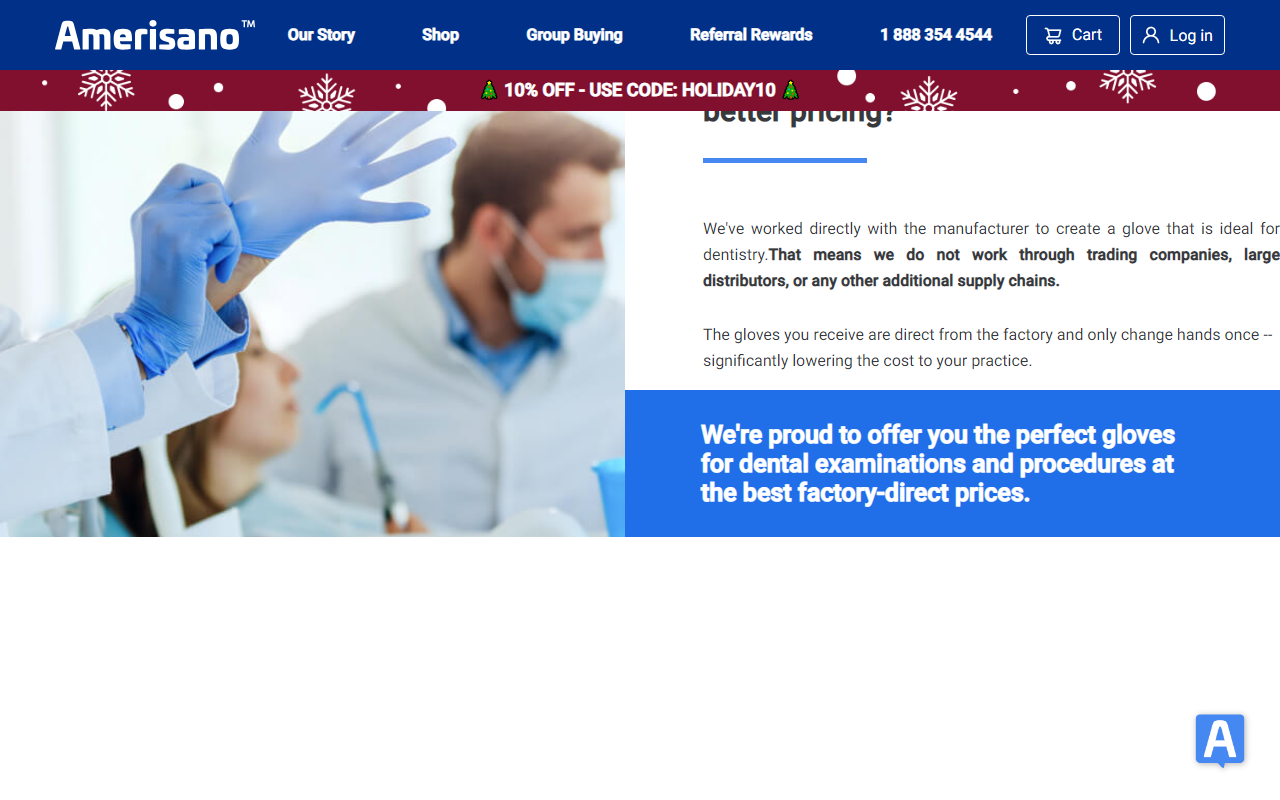 Amerisano™
Our Story
Shop
Group Buying
Referral Rewards
1 888 354 4544
Cart
Log in
10% OFF - USE CODE: HOLIDAY10
better pricing?
We've worked directly with the manufacturer to create a glove that is ideal for
dentistry.That means we do not work through trading companies, large
distributors, or any other additional supply chains.
The gloves you receive are direct from the factory and only change hands once --
significantly lowering the cost to your practice.
We're proud to offer you the perfect gloves
for dental examinations and procedures at
the best factory-direct prices.
A